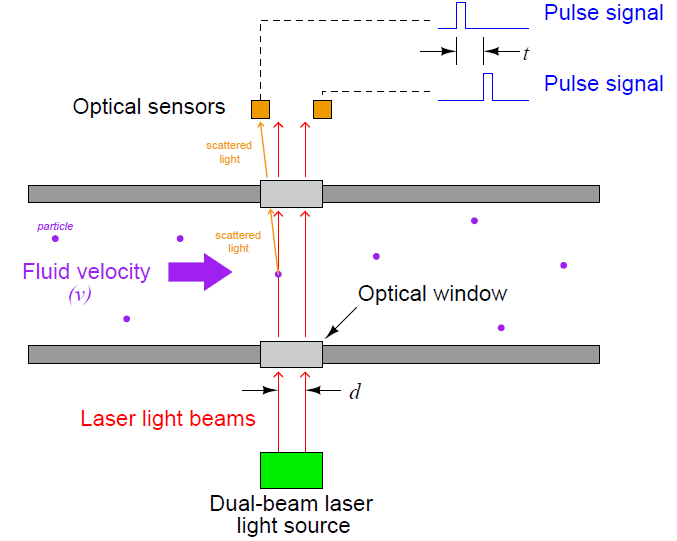 Pulse signal
t
Pulse signal
Optical sensors
scattered
light
particle
scattered
light
Fluid velocity
(v)
Optical window
d
Laser light beams
Dual-beam laser
light source